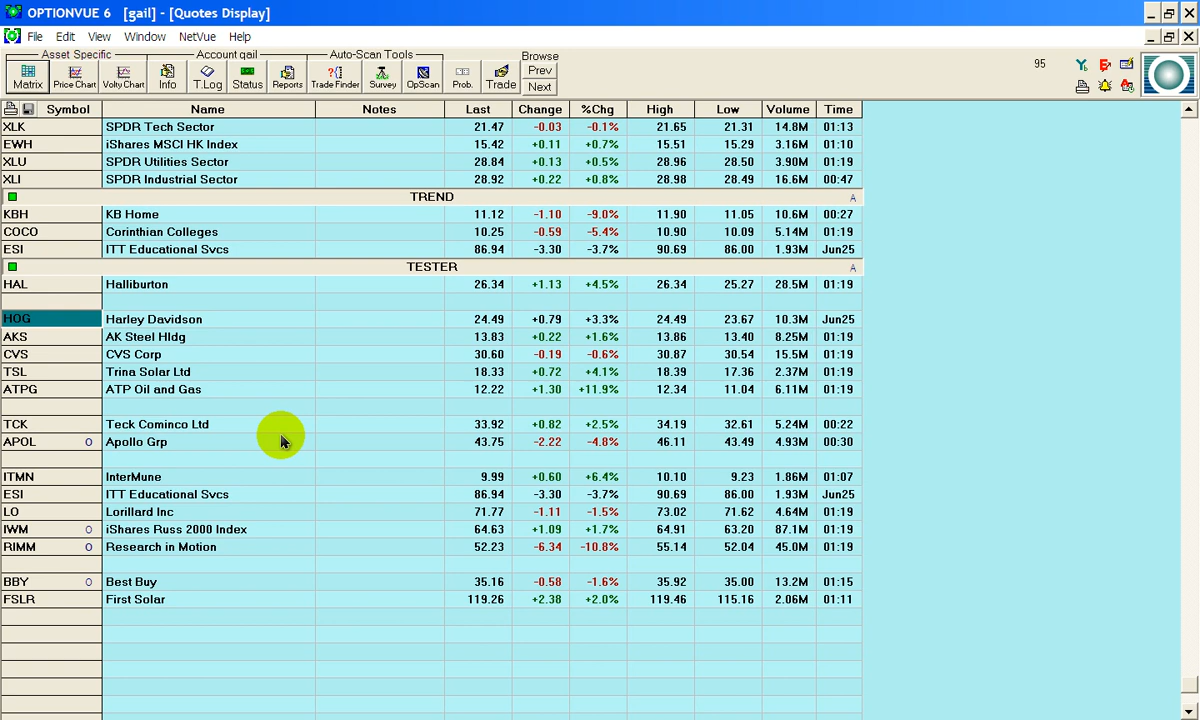 OPTIONVUE 6 [gail] - [Quotes Display]
File Edit View Window NetVue Help
Asset Specific Account gail Auto-Scan Tools Browse
Matrix Price Chart Volty Chart Info T.Log Status Reports Trade Finder Survey OpScan Prob. Trade Prev Next 95
Symbol Name Notes Last Change %Chg High Low Volume Time
XLK SPDR Tech Sector 21.47 -0.03 -0.1% 21.65 21.31 14.8M 01:13
EWH iShares MSCI HK Index 15.42 +0.11 +0.7% 15.51 15.29 3.16M 01:10
XLU SPDR Utilities Sector 28.84 +0.13 +0.5% 28.96 28.50 3.90M 01:19
XLI SPDR Industrial Sector 28.92 +0.22 +0.8% 28.98 28.49 16.6M 00:47
TREND A
KBH KB Home 11.12 -1.10 -9.0% 11.90 11.05 10.6M 00:27
COCO Corinthian Colleges 10.25 -0.59 -5.4% 10.90 10.09 5.14M 01:19
ESI ITT Educational Svcs 86.94 -3.30 -3.7% 90.69 86.00 1.93M Jun25
TESTER A
HAL Halliburton 26.34 +1.13 +4.5% 26.34 25.27 28.5M 01:19
HOG Harley Davidson 24.49 +0.79 +3.3% 24.49 23.67 10.3M Jun25
AKS AK Steel Hldg 13.83 +0.22 +1.6% 13.86 13.40 8.25M 01:19
CVS CVS Corp 30.60 -0.19 -0.6% 30.87 30.54 15.5M 01:19
TSL Trina Solar Ltd 18.33 +0.72 +4.1% 18.39 17.36 2.37M 01:19
ATPG ATP Oil and Gas 12.22 +1.30 +11.9% 12.34 11.04 6.11M 01:19
TCK Teck Cominco Ltd 33.92 +0.82 +2.5% 34.19 32.61 5.24M 00:22
APOL O Apollo Grp 43.75 -2.22 -4.8% 46.11 43.49 4.93M 00:30
ITMN InterMune 9.99 +0.60 +6.4% 10.10 9.23 1.86M 01:07
ESI ITT Educational Svcs 86.94 -3.30 -3.7% 90.69 86.00 1.93M Jun25
LO Lorillard Inc 71.77 -1.11 -1.5% 73.02 71.62 4.64M 01:19
IWM O iShares Russ 2000 Index 64.63 +1.09 +1.7% 64.91 63.20 87.1M 01:19
RIMM O Research in Motion 52.23 -6.34 -10.8% 55.14 52.04 45.0M 01:19
BBY O Best Buy 35.16 -0.58 -1.6% 35.92 35.00 13.2M 01:15
FSLR First Solar 119.26 +2.38 +2.0% 119.46 115.16 2.06M 01:11